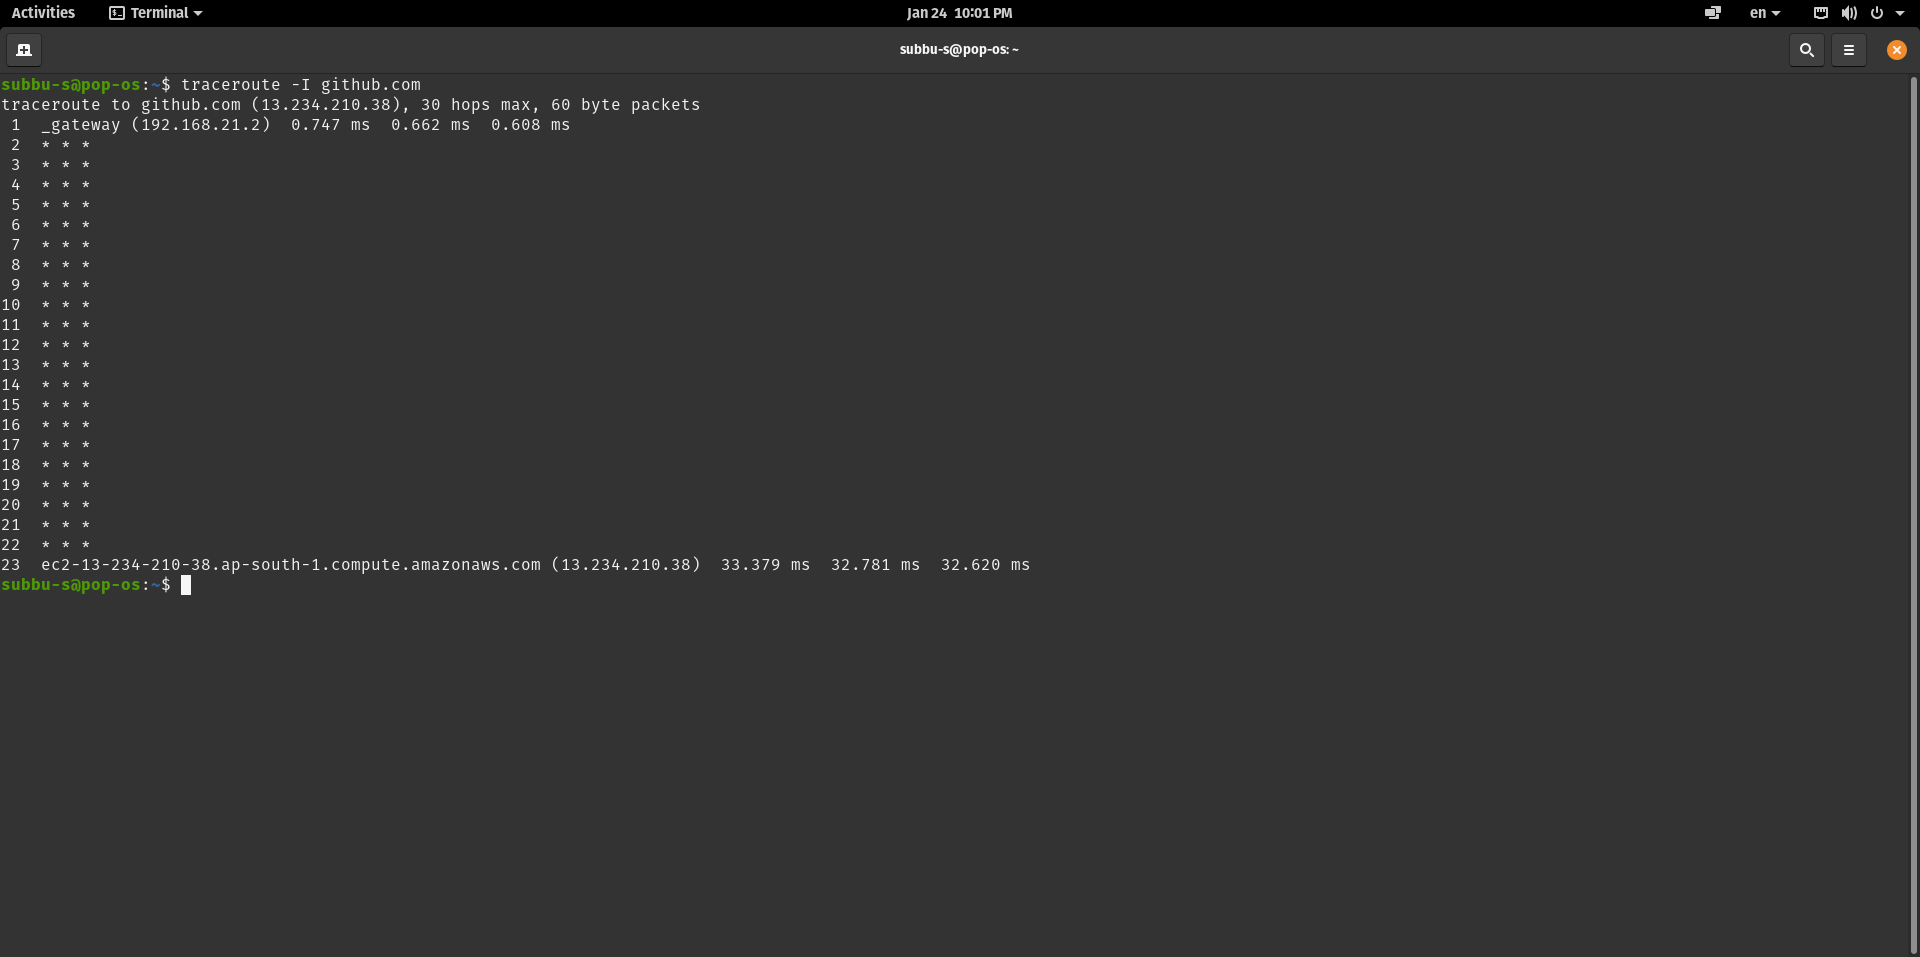 Activities Terminal Jan 24 10:01 PM en
subbu-s@pop-os: ~
subbu-s@pop-os:~$ traceroute -I github.com
traceroute to github.com (13.234.210.38), 30 hops max, 60 byte packets
1 _gateway (192.168.21.2) 0.747 ms 0.662 ms 0.608 ms
2 * * *
3 * * *
4 * * *
5 * * *
6 * * *
7 * * *
8 * * *
9 * * *
10 * * *
11 * * *
12 * * *
13 * * *
14 * * *
15 * * *
16 * * *
17 * * *
18 * * *
19 * * *
20 * * *
21 * * *
22 * * *
23 ec2-13-234-210-38.ap-south-1.compute.amazonaws.com (13.234.210.38) 33.379 ms 32.781 ms 32.620 ms
subbu-s@pop-os:~$